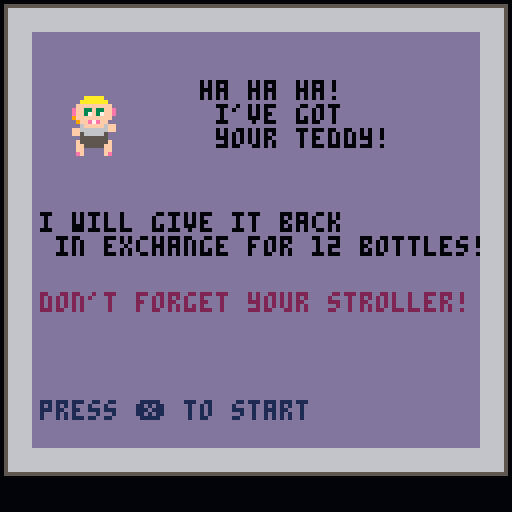 HA HA HA!
I'VE GOT
YOUR TEDDY!
I WILL GIVE IT BACK
IN EXCHANGE FOR 12 BOTTLES!
DON'T FORGET YOUR STROLLER!
PRESS ❎ TO START